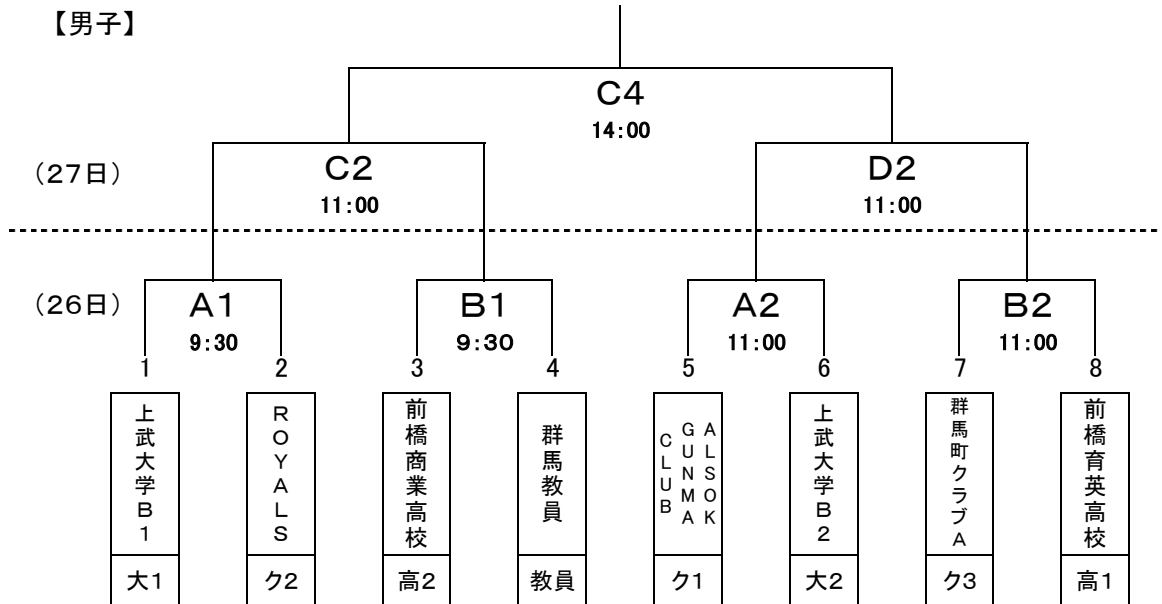 【男子】
C4
14:00
（27日）
C2
11:00
D2
11:00
（26日）
A1
9:30
B1
9:30
A2
11:00
B2
11:00
1
2
3
4
5
6
7
8
上武大学B1
ROYALS
前橋商業高校
群馬教員
ALSOK
GUNMA
CLUB
上武大学B2
群馬町クラブA
前橋育英高校
大1
ク2
高2
教員
ク1
大2
ク3
高1